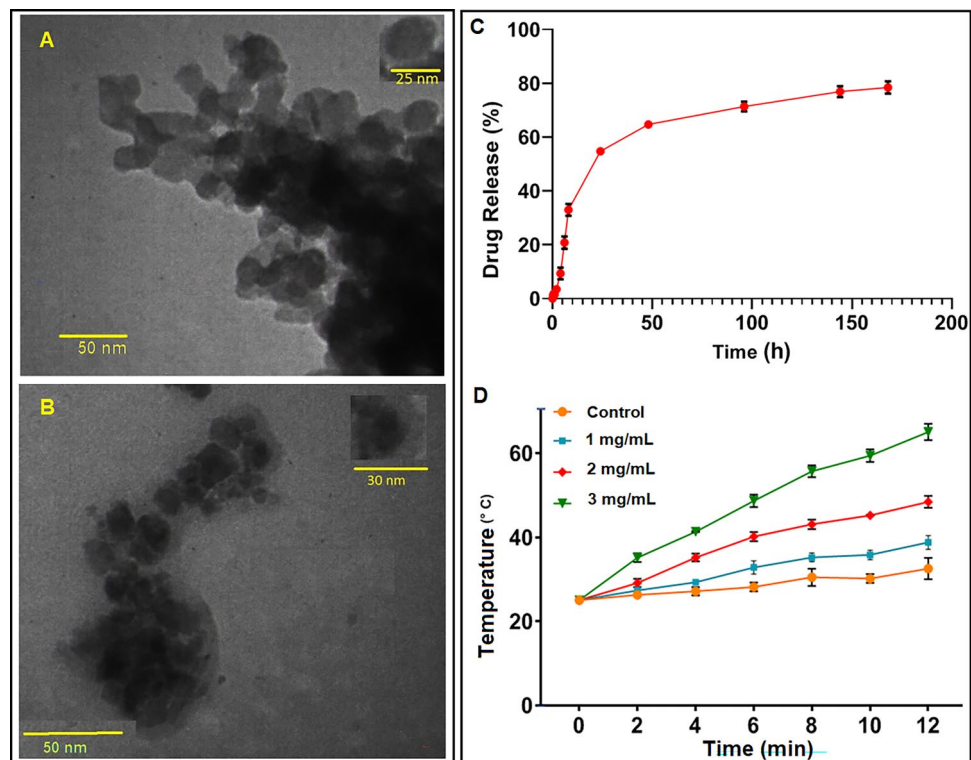 A
25 nm
50 nm
B
30 nm
50 nm
C
100
80
60
40
20
0
Drug Release (%)
0 50 100 150 200
Time (h)
D
Control
1 mg/mL
2 mg/mL
3 mg/mL
60
40
20
0
Temperature (° C)
0 2 4 6 8 10 12
Time (min)